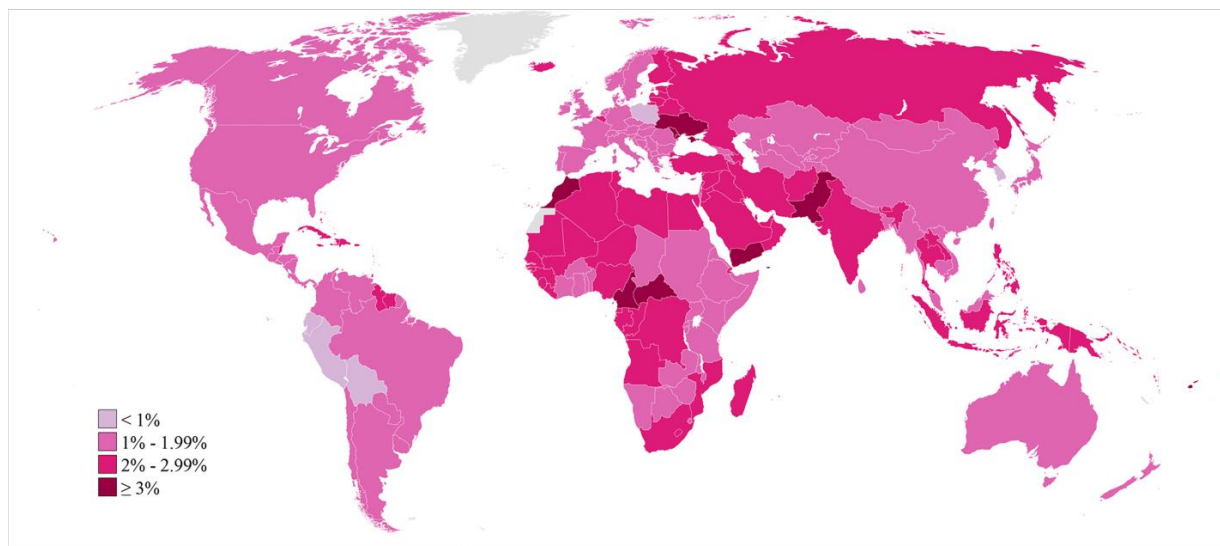 < 1%
1% - 1.99%
2% - 2.99%
≥ 3%